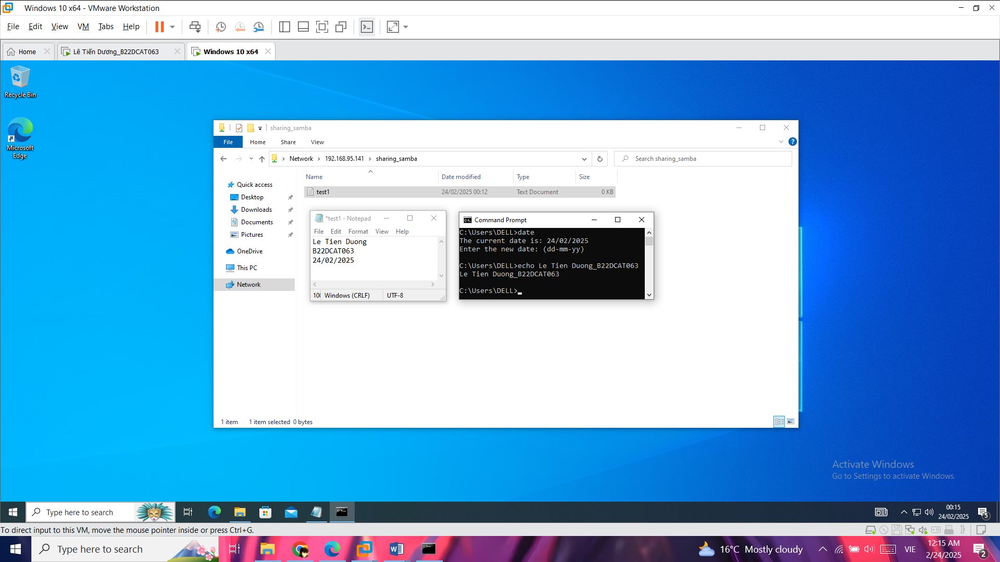 Windows 10 x64 - VMware Workstation
File Edit View VM Tabs Help
Home
Lê Tiến Dương_B22DCAT063
Windows 10 x64
Recycle Bin
Microsoft
Edge
sharing_samba
File Home Share View
Network > 192.168.95.141 > sharing_samba
Search sharing_samba
Name Date modified Type Size
test1 24/02/2025 00:12 Text Document 0 KB
Quick access
Desktop
Downloads
Documents
Pictures
OneDrive
This PC
Network
*test1 - Notepad
File Edit Format View Help
Le Tien Duong
B22DCAT063
24/02/2025
100 Windows (CRLF) UTF-8
Command Prompt
C:\Users\DELL>date
The current date is: 24/02/2025
Enter the new date: (dd-mm-yy)
C:\Users\DELL>echo Le Tien Duong_B22DCAT063
Le Tien Duong_B22DCAT063
C:\Users\DELL>
1 item 1 item selected 0 bytes
Activate Windows
Go to Settings to activate Windows.
Type here to search
00:15
24/02/2025
5
To direct input to this VM, move the mouse pointer inside or press Ctrl+G.
Type here to search
16°C Mostly cloudy
VIE
12:15 AM
2/24/2025
2